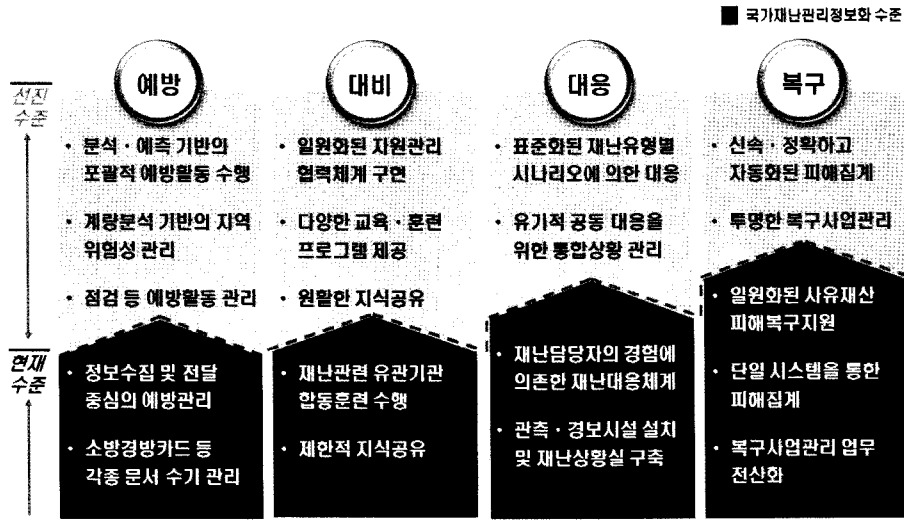 국가재난관리정보화 수준
예방
대비
대응
복구
선진
수준
• 분석 · 예측 기반의
포괄적 예방활동 수행
• 계량분석 기반의 지역
위험성 관리
• 점검 등 예방활동 관리
• 일원화된 자원관리
협력체계 구현
• 다양한 교육 · 훈련
프로그램 제공
• 원활한 지식공유
• 표준화된 재난유형별
시나리오에 의한 대응
• 유기적 공동 대응을
위한 통합상황 관리
• 신속 · 정확하고
자동화된 피해집계
• 투명한 복구사업관리
현재
수준
• 정보수집 및 전달
중심의 예방관리
• 소방경방카드 등
각종 문서 수기 관리
• 재난관련 유관기관
합동훈련 수행
• 제한적 지식공유
• 재난담당자의 경험에
의존한 재난대응체계
• 관측 · 경보시설 설치
및 재난상황실 구축
• 일원화된 사유재산
피해복구지원
• 단일 시스템을 통한
피해집계
• 복구사업관리 업무
전산화